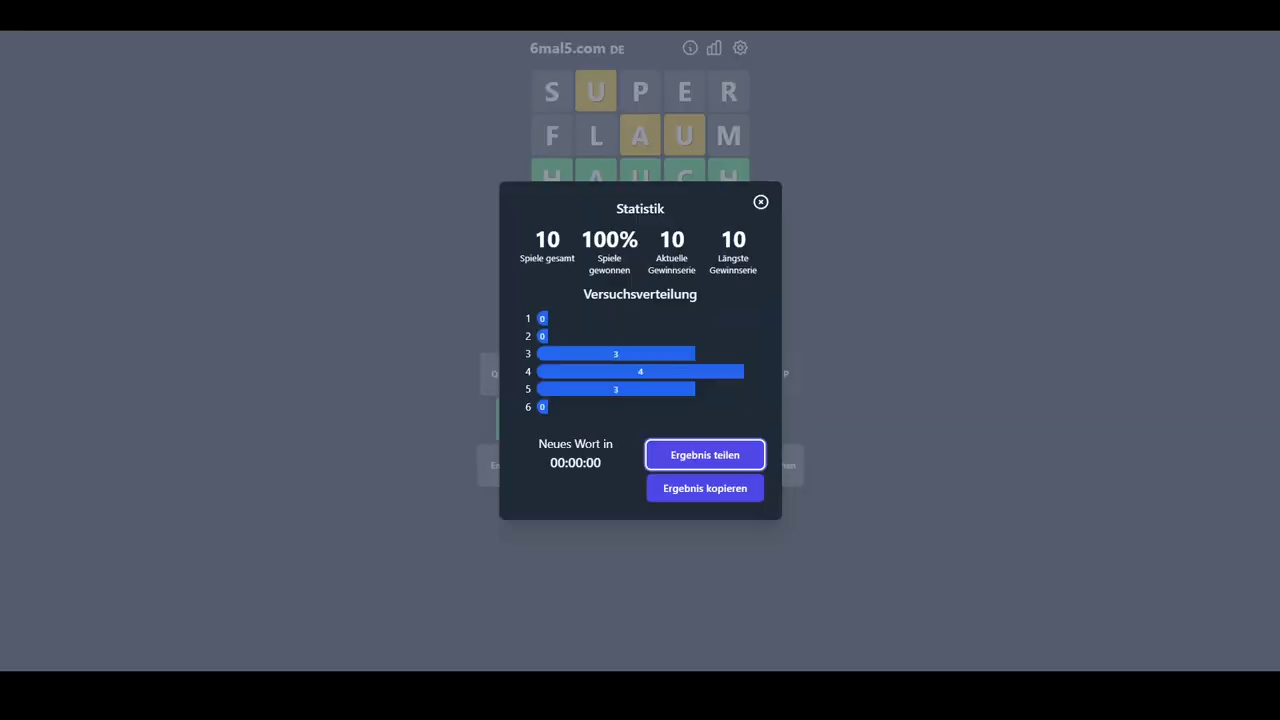 6mal5.com DE
S U P E R
F L A U M
H A U C H
Statistik
10 100% 10 10
Spiele gesamt Spiele gewonnen Aktuelle Gewinnserie Längste Gewinnserie
Versuchsverteilung
1 0
2 0
3 3
4 4
5 3
6 0
Q P
Neues Wort in
00:00:00
Ergebnis teilen
Ergebnis kopieren